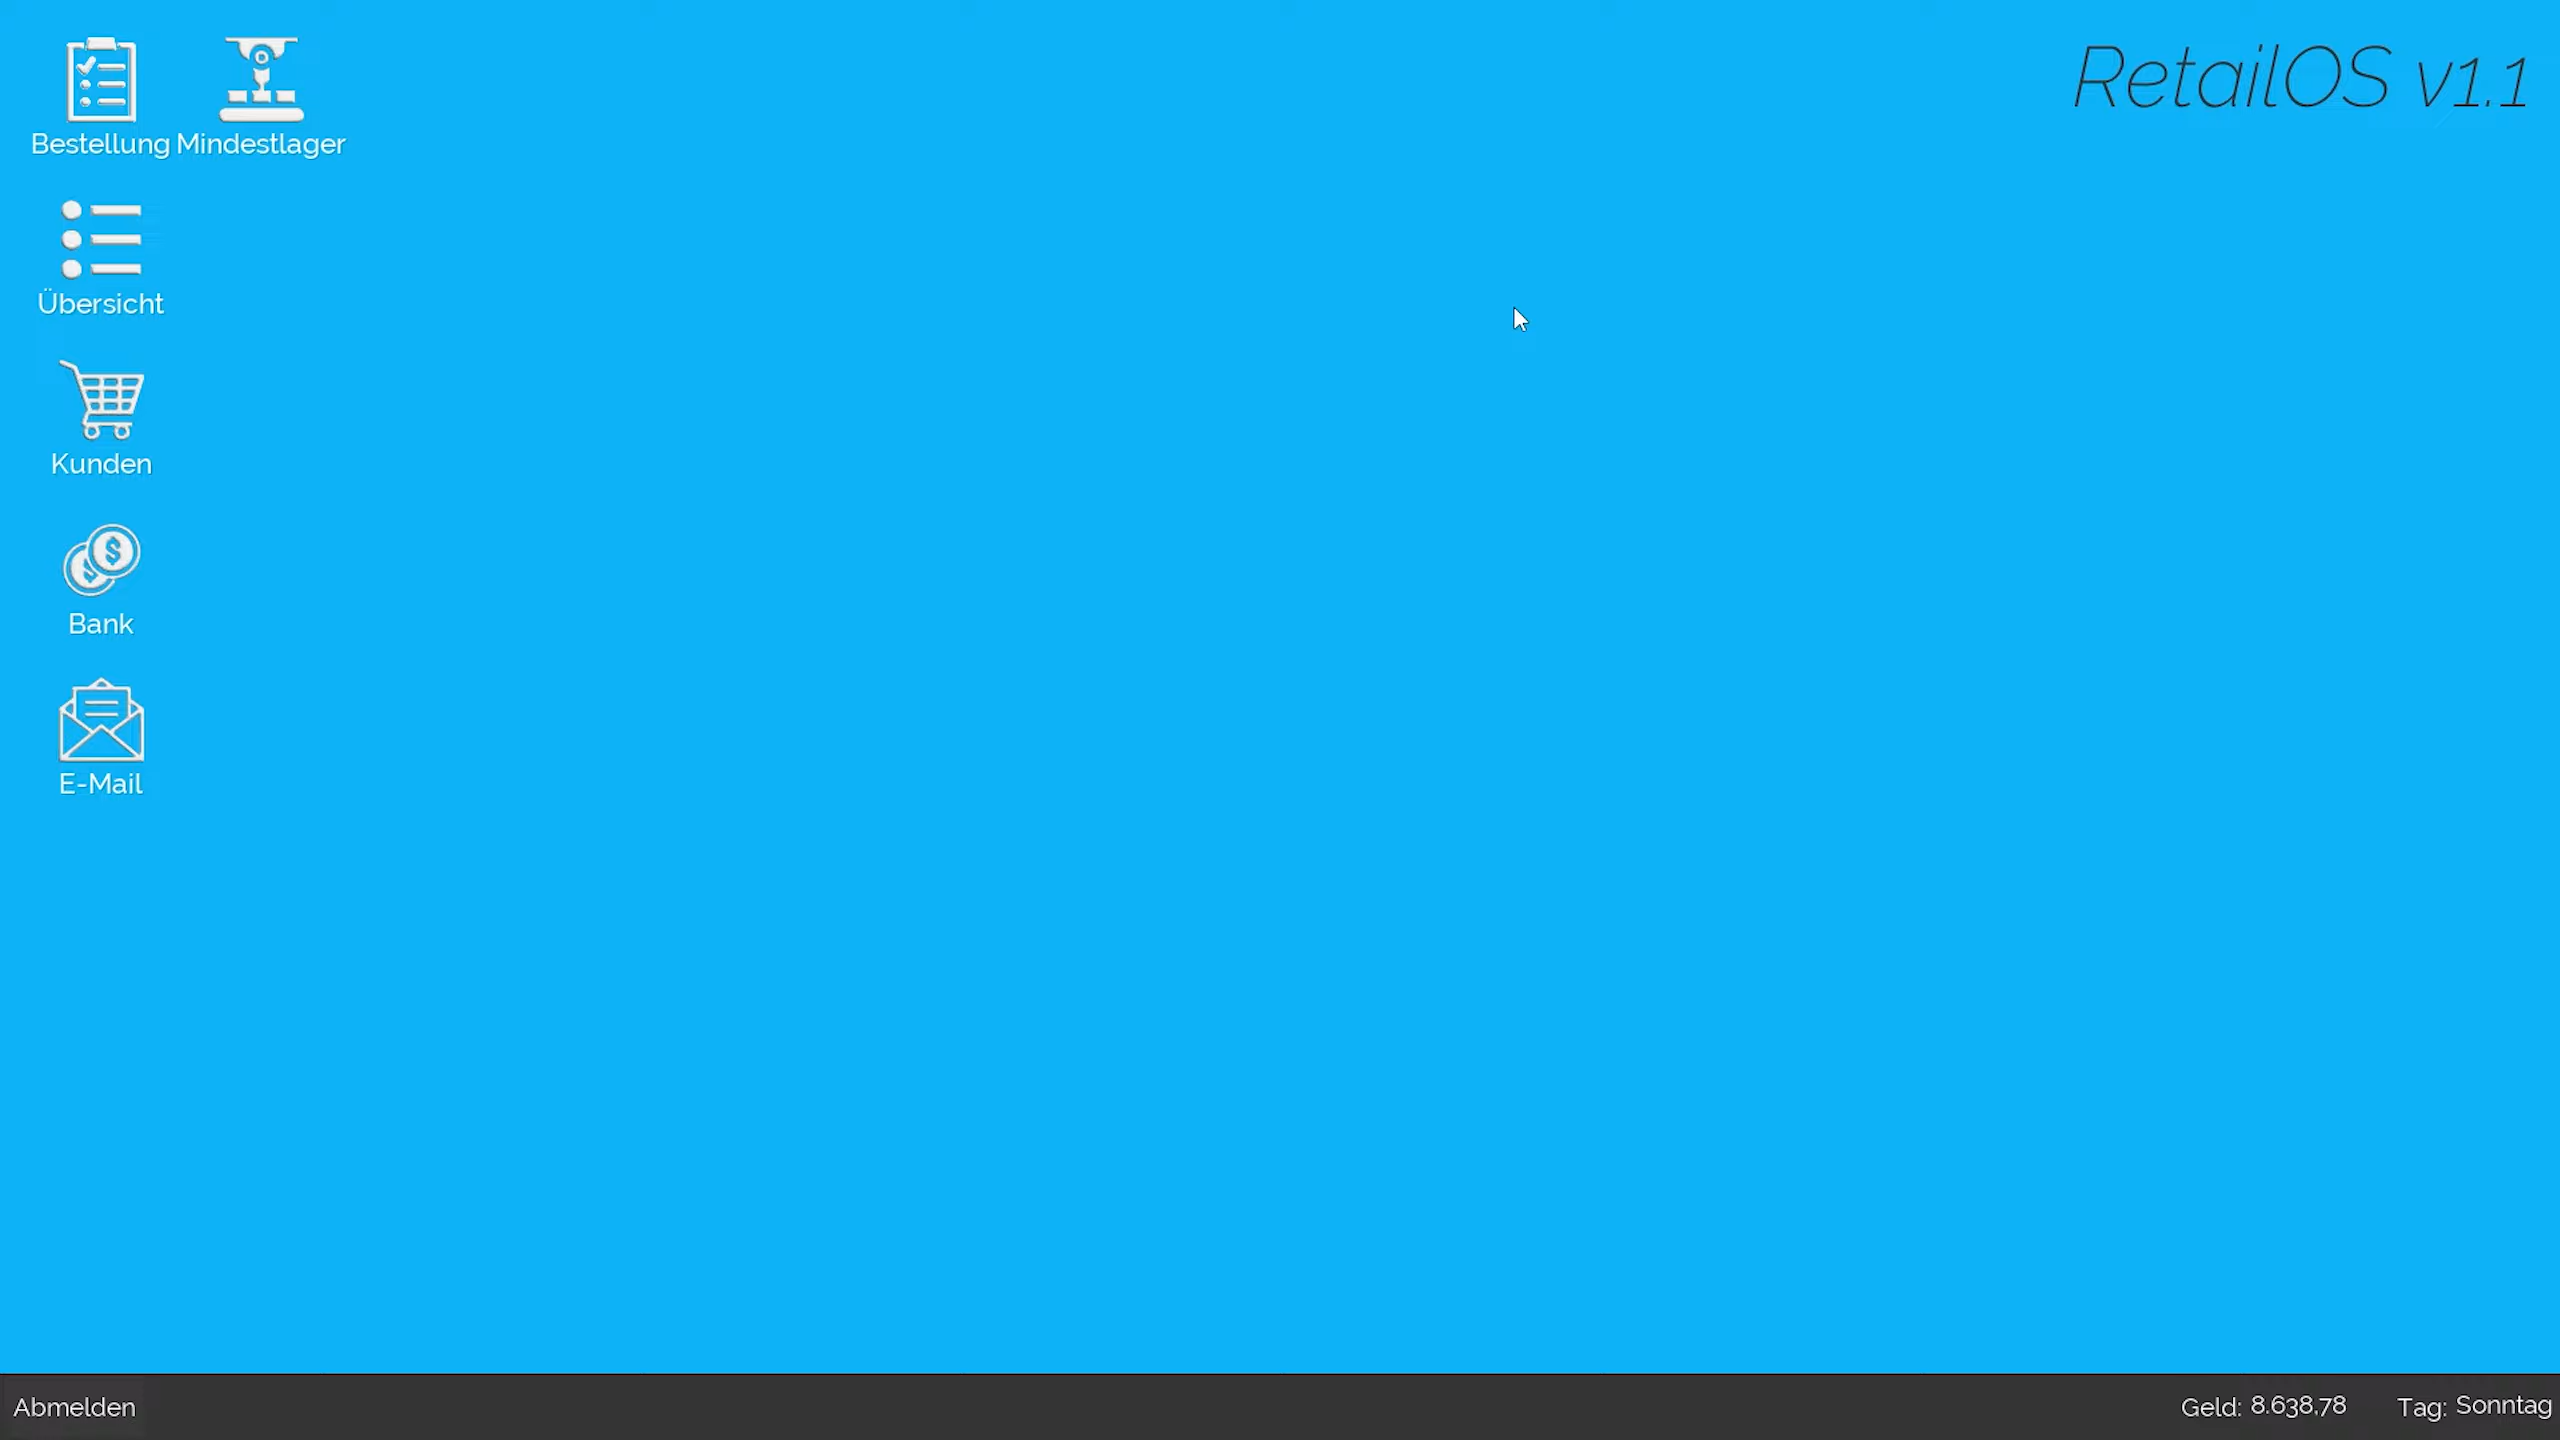 RetailOS v1.1
Bestellung
Mindestlager
Übersicht
Kunden
Bank
E-Mail
Abmelden
Geld: 8.638,78
Tag: Sonntag